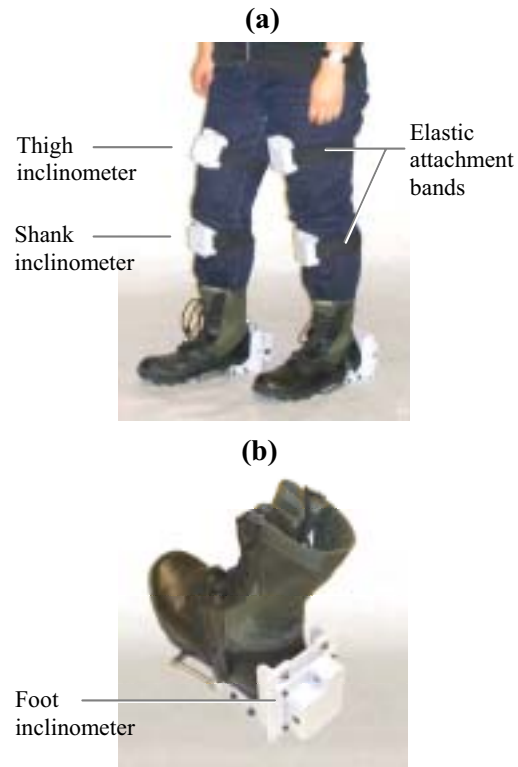 (a)
Thigh
inclinometer
Elastic
attachment
bands
Shank
inclinometer
(b)
Foot
inclinometer